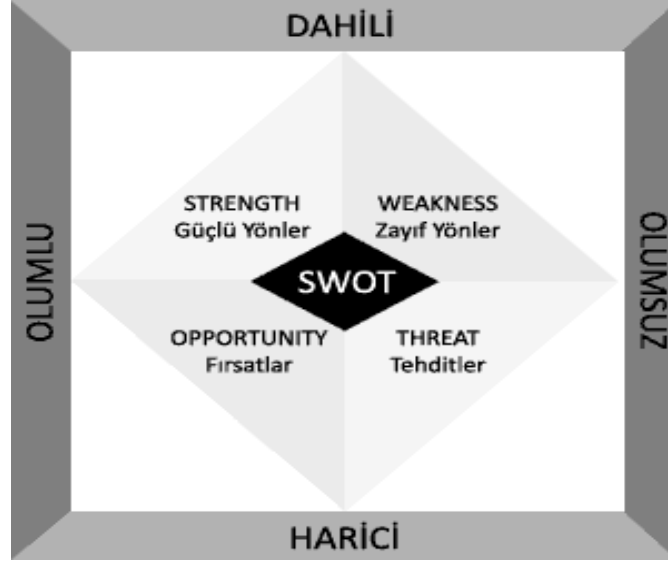 DAHİLİ
OLUMLU
STRENGTH
Güçlü Yönler
WEAKNESS
Zayıf Yönler
SWOT
OPPORTUNITY
Fırsatlar
THREAT
Tehditler
OLUMSUZ
HARİCİ